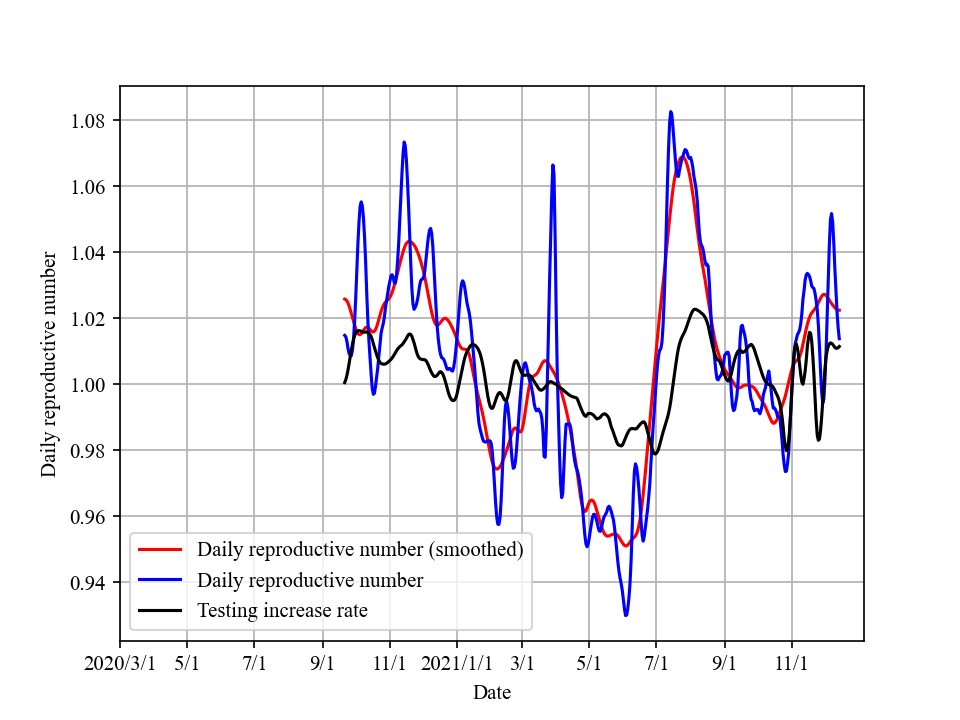 1.08
1.06
1.04
1.02
1.00
0.98
0.96
0.94
Daily reproductive number
Daily reproductive number (smoothed)
Daily reproductive number
Testing increase rate
2020/3/1 5/1 7/1 9/1 11/1 2021/1/1 3/1 5/1 7/1 9/1 11/1
Date